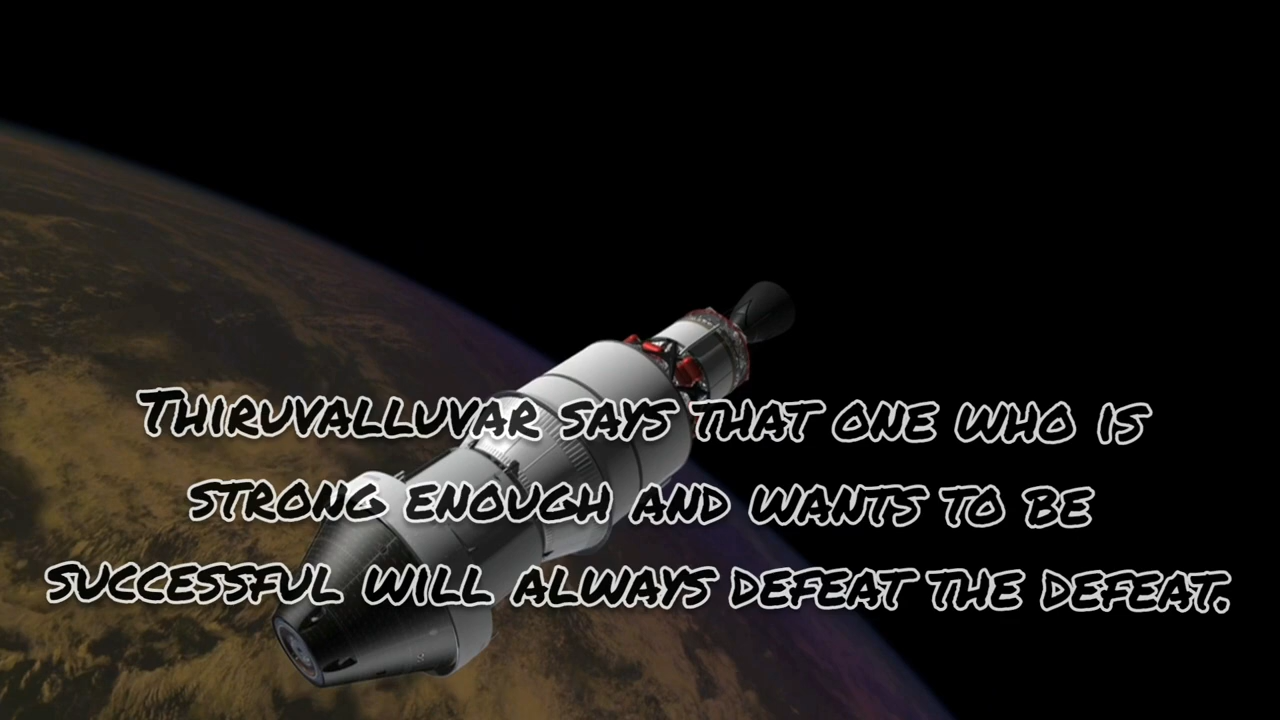 Thiruvalluvar says that one who is
strong enough and wants to be
successful will always defeat the defeat.